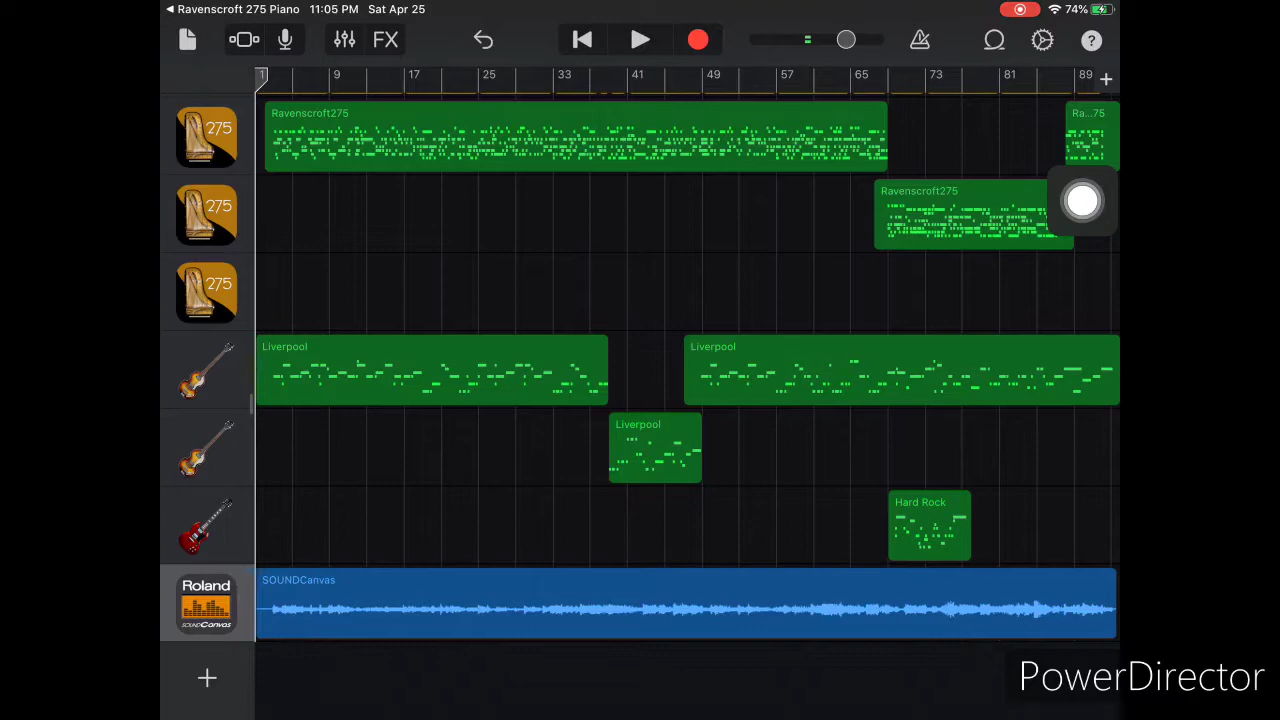 Ravenscroft 275 Piano 11:05 PM Sat Apr 25 74%
FX ?
1 9 17 25 33 41 49 57 65 73 81 89 +
275 Ravenscroft275 Ra...75
275 Ravenscroft275
275
Liverpool Liverpool
Liverpool
Hard Rock
Roland SOUNDCanvas
SOUNDCanvas
+
PowerDirector